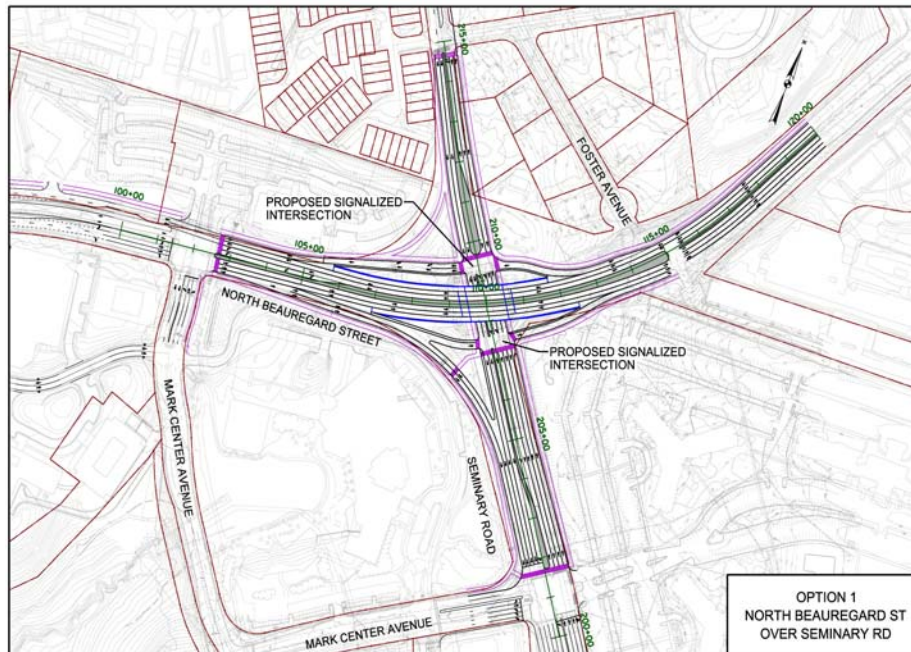 215+00
120+00
FOSTER AVENUE
100+00
PROPOSED SIGNALIZED
INTERSECTION
210+00
115+00
105+00
110+00
NORTH BEAUREGARD STREET
PROPOSED SIGNALIZED
INTERSECTION
MARK CENTER AVENUE
205+00
SEMINARY ROAD
MARK CENTER AVENUE
200+00
OPTION 1
NORTH BEAUREGARD ST
OVER SEMINARY RD